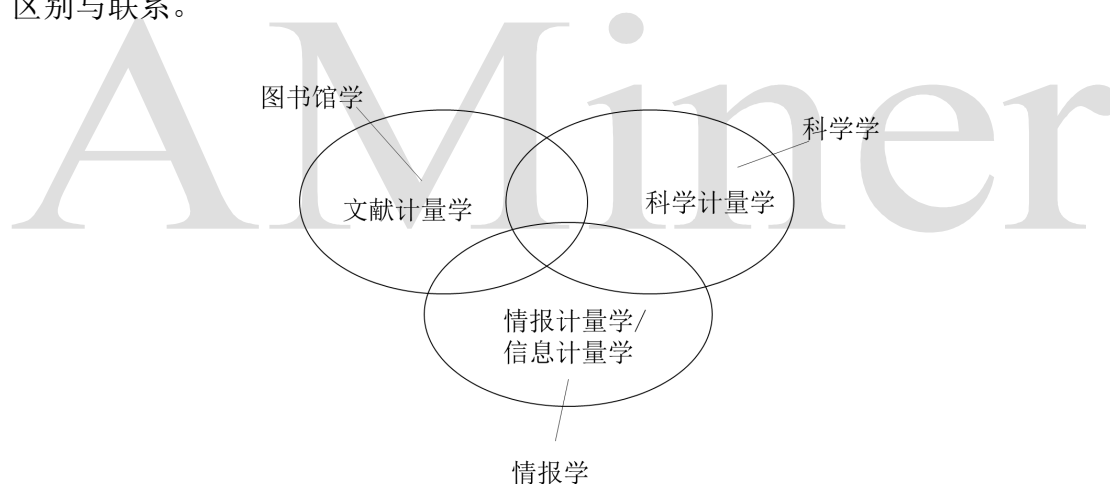 区别与联系。
AMiner
图书馆学
科学学
文献计量学
科学计量学
情报计量学/
信息计量学
情报学